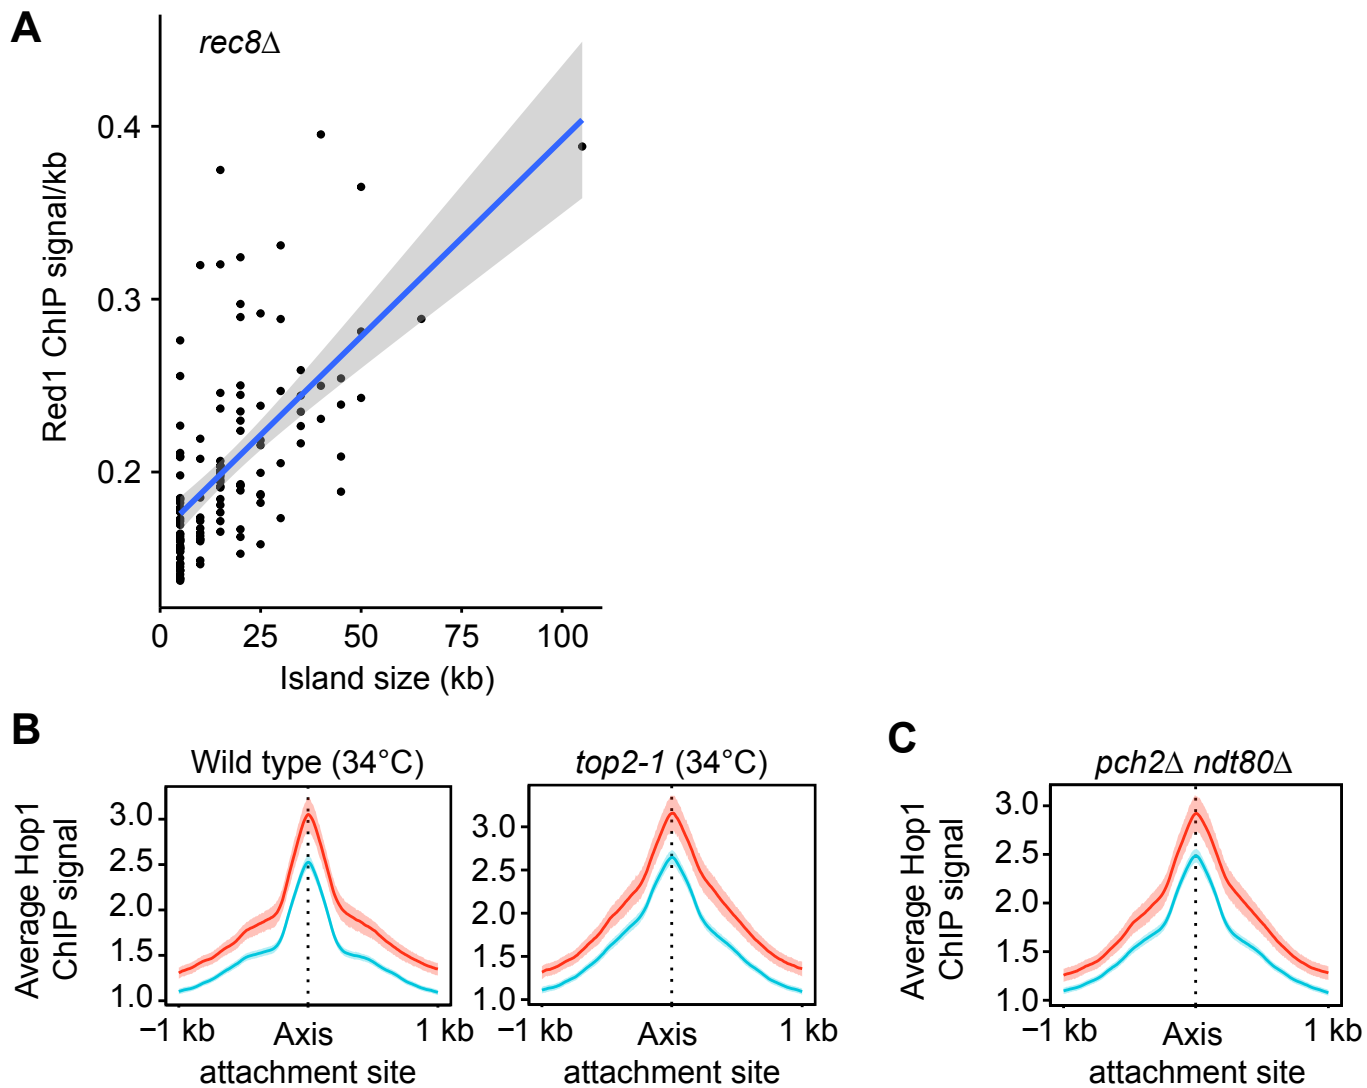 A
rec8Δ
Red1 ChIP signal/kb
0.4
0.3
0.2
0
25
50
75
100
Island size (kb)
B
Wild type (34°C)
Average Hop1
ChIP signal
3.0
2.5
2.0
1.5
1.0
−1 kb
Axis
1 kb
attachment site
top2-1 (34°C)
3.0
2.5
2.0
1.5
1.0
−1 kb
Axis
1 kb
attachment site
C
pch2Δ ndt80Δ
Average Hop1
ChIP signal
3.0
2.5
2.0
1.5
1.0
−1 kb
Axis
1 kb
attachment site